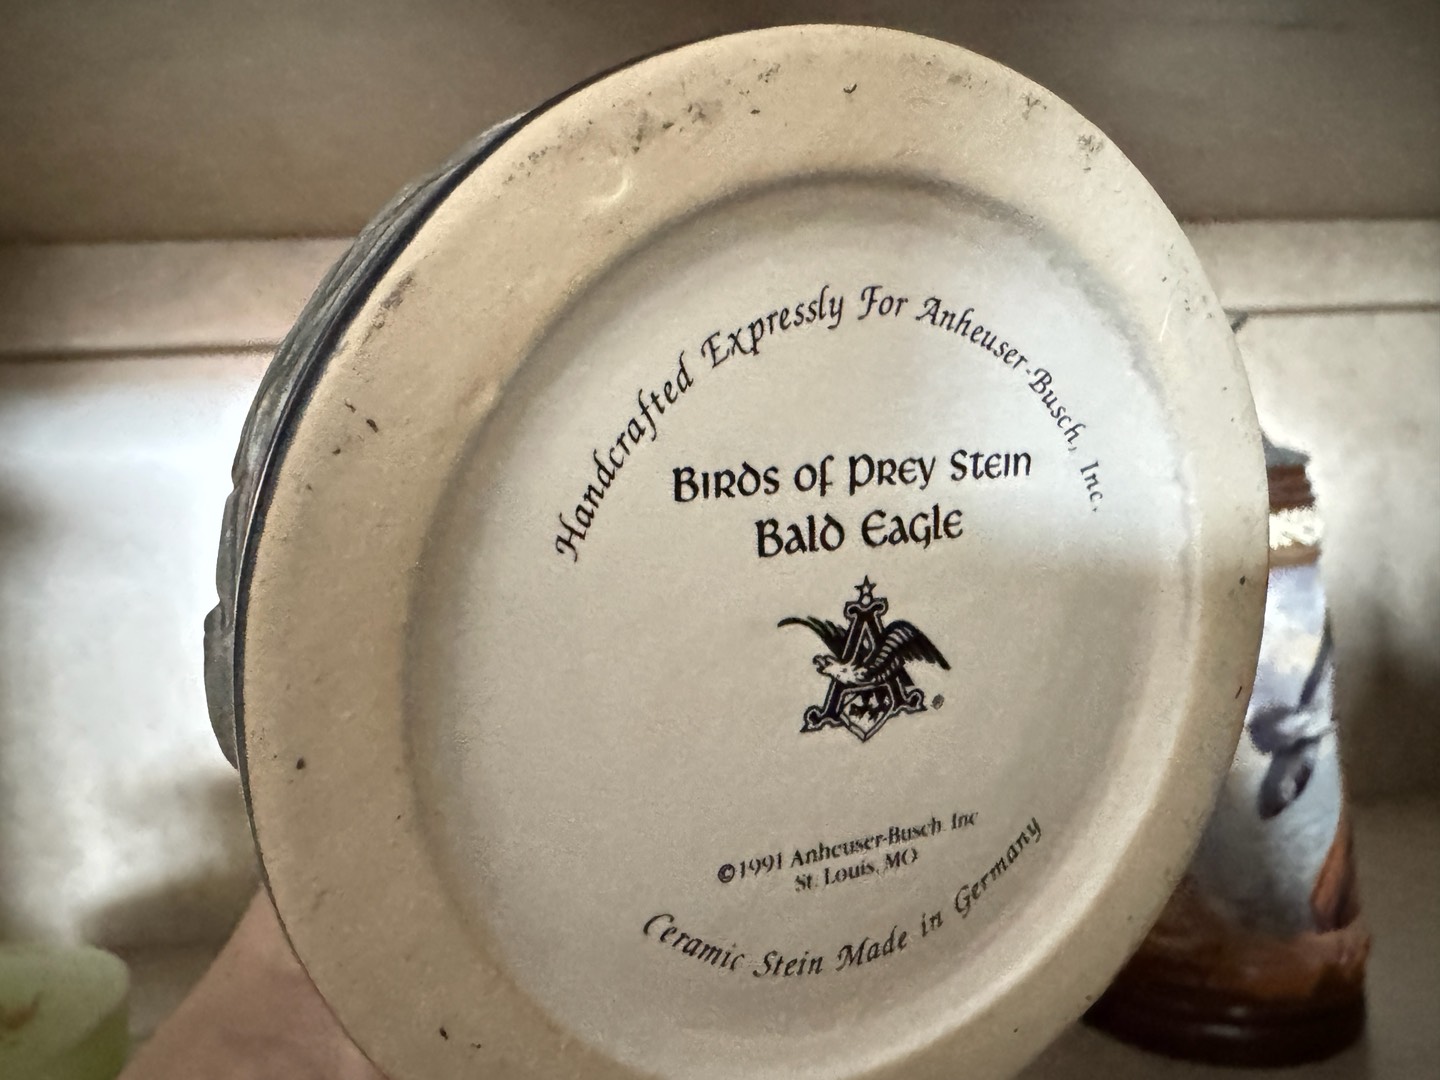 Handcrafted Expressly For Anheuser-Busch, Inc.
Birds of Prey Stein
Bald Eagle
A
®
©1991 Anheuser-Busch. Inc
St. Louis, MO
Ceramic Stein Made in Germany